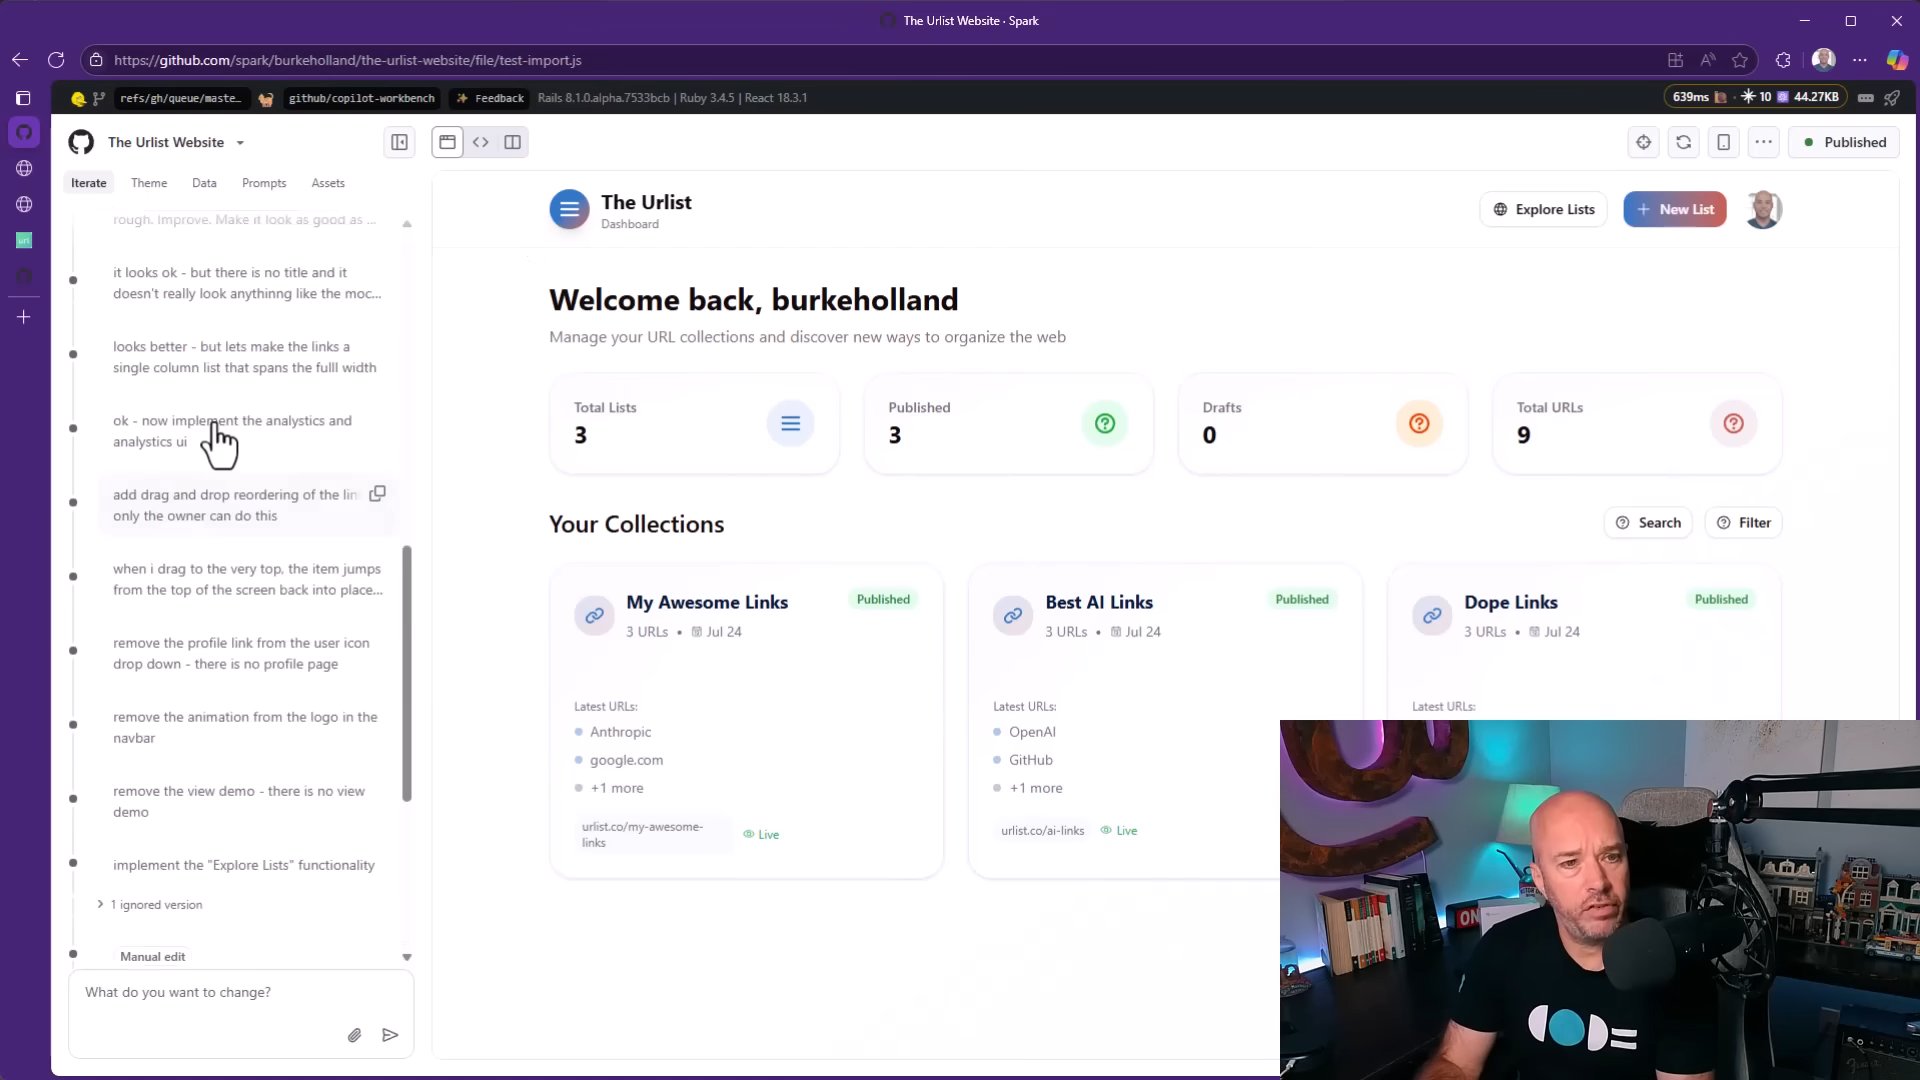 The Urlist Website · Spark
https://github.com/spark/burkeholland/the-urlist-website/file/test-import.js
refs/gh/queue/maste...
github/copilot-workbench
Feedback
Rails 8.1.0.alpha.7533bcb | Ruby 3.4.5 | React 18.3.1
639ms
10
44.27KB
The Urlist Website
Published
Iterate
Theme
Data
Prompts
Assets
rough. Improve. Make it look as good as ...
it looks ok - but there is no title and it
doesn't really look anythinng like the moc...
looks better - but lets make the links a
single column list that spans the fulll width
ok - now implement the analystics and
analystics ui
add drag and drop reordering of the lin
only the owner can do this
when i drag to the very top, the item jumps
from the top of the screen back into place...
remove the profile link from the user icon
drop down - there is no profile page
remove the animation from the logo in the
navbar
remove the view demo - there is no view
demo
implement the "Explore Lists" functionality
1 ignored version
Manual edit
What do you want to change?
The Urlist
Dashboard
Explore Lists
New List
Welcome back, burkeholland
Manage your URL collections and discover new ways to organize the web
Total Lists
3
Published
3
Drafts
0
Total URLs
9
Your Collections
Search
Filter
My Awesome Links
Published
3 URLs • Jul 24
Latest URLs:
Anthropic
google.com
+1 more
urlist.co/my-awesome-
links
Live
Best AI Links
Published
3 URLs • Jul 24
Latest URLs:
OpenAI
GitHub
+1 more
urlist.co/ai-links
Live
Dope Links
Published
3 URLs • Jul 24
Latest URLs:
ON